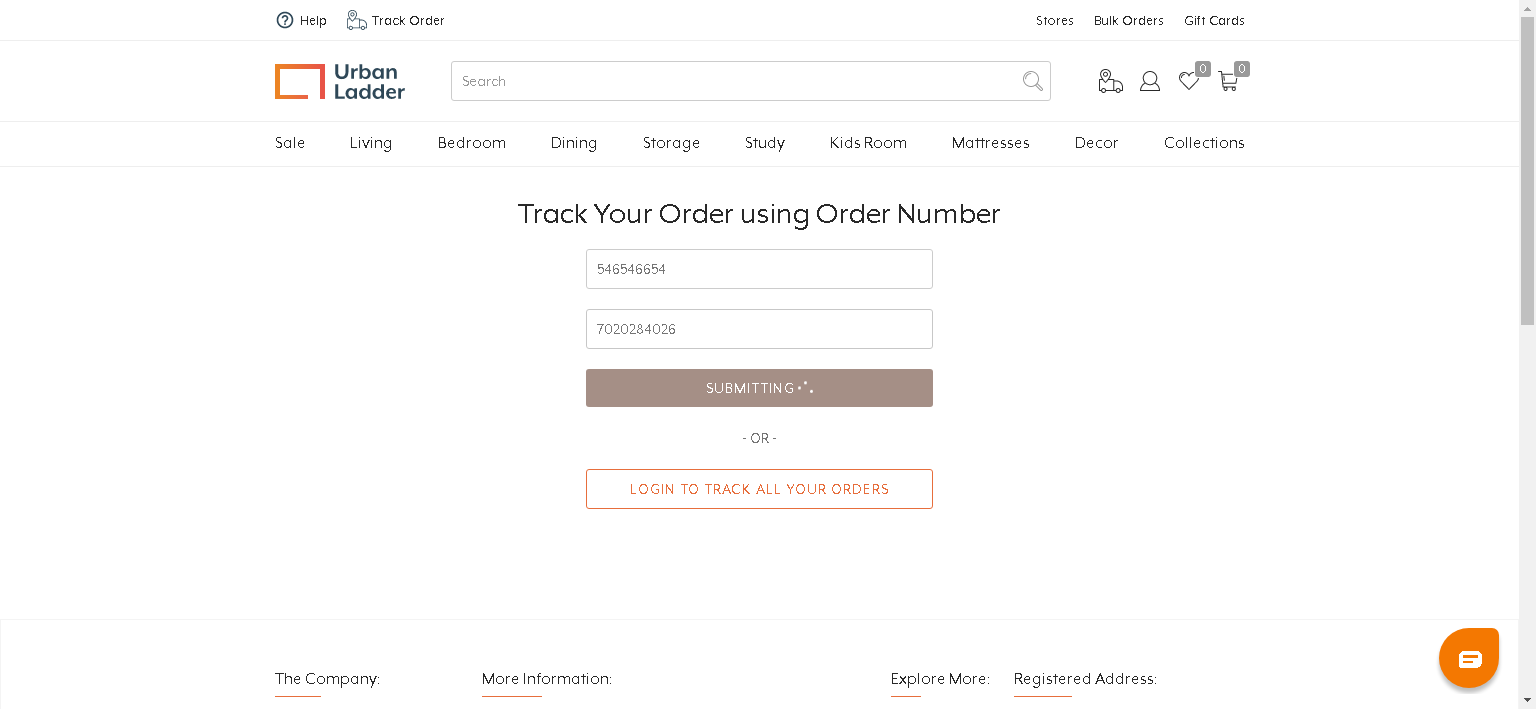 Help
Track Order
Stores
Bulk Orders
Gift Cards
Urban
Ladder
Search
0
0
Sale
Living
Bedroom
Dining
Storage
Study
Kids Room
Mattresses
Decor
Collections
Track Your Order using Order Number
546546654
7020284026
SUBMITTING
- OR -
LOGIN TO TRACK ALL YOUR ORDERS
The Company:
More Information:
Explore More:
Registered Address: